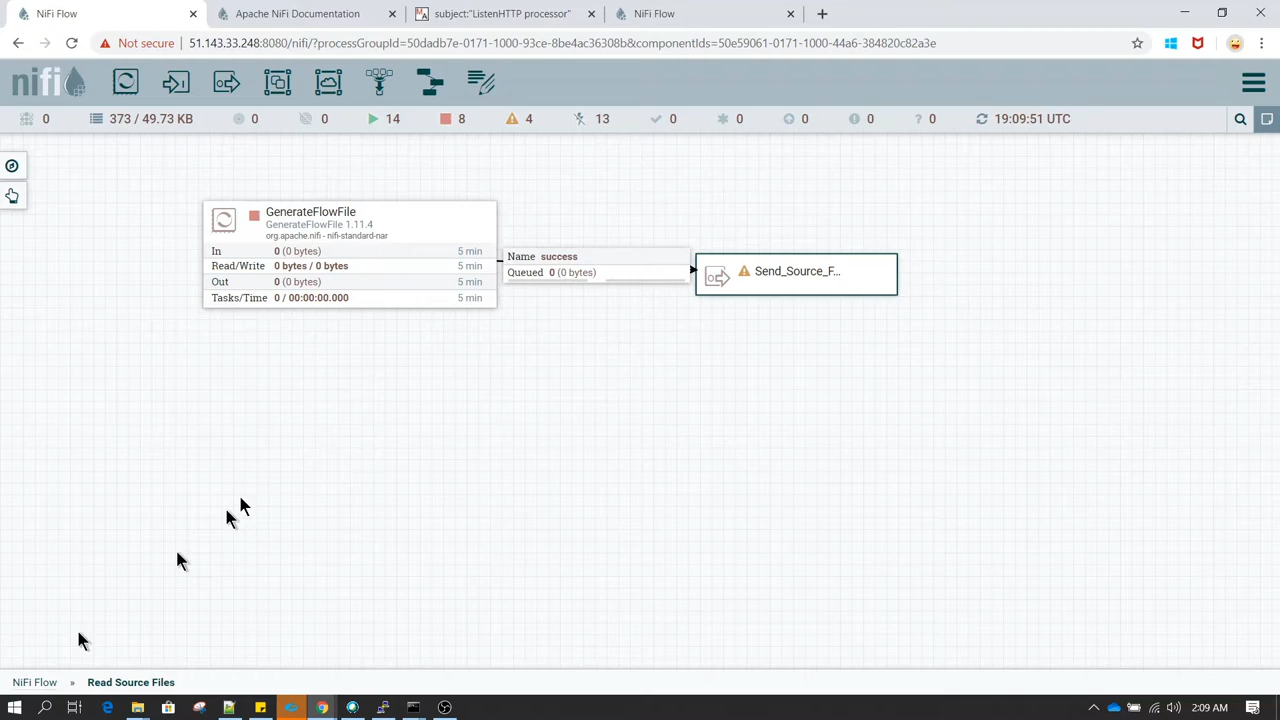 NiFi Flow
Apache NiFi Documentation
subject:"ListenHTTP processor"
NiFi Flow
Not secure
51.143.33.248:8080/nifi/?processGroupId=50dadb7e-0171-1000-93ce-8be4ac36308b&componentIds=50e59061-0171-1000-44a6-384820c82a3e
nifi
0 373 / 49.73 KB 0 0 14 8 4 13 0 0 0 0 ? 0 19:09:51 UTC
GenerateFlowFile
GenerateFlowFile 1.11.4
org.apache.nifi - nifi-standard-nar
In 0 (0 bytes) 5 min
Read/Write 0 bytes / 0 bytes 5 min
Out 0 (0 bytes) 5 min
Tasks/Time 0 / 00:00:00.000 5 min
Name success
Queued 0 (0 bytes)
Send_Source_F...
NiFi Flow » Read Source Files
2:09 AM